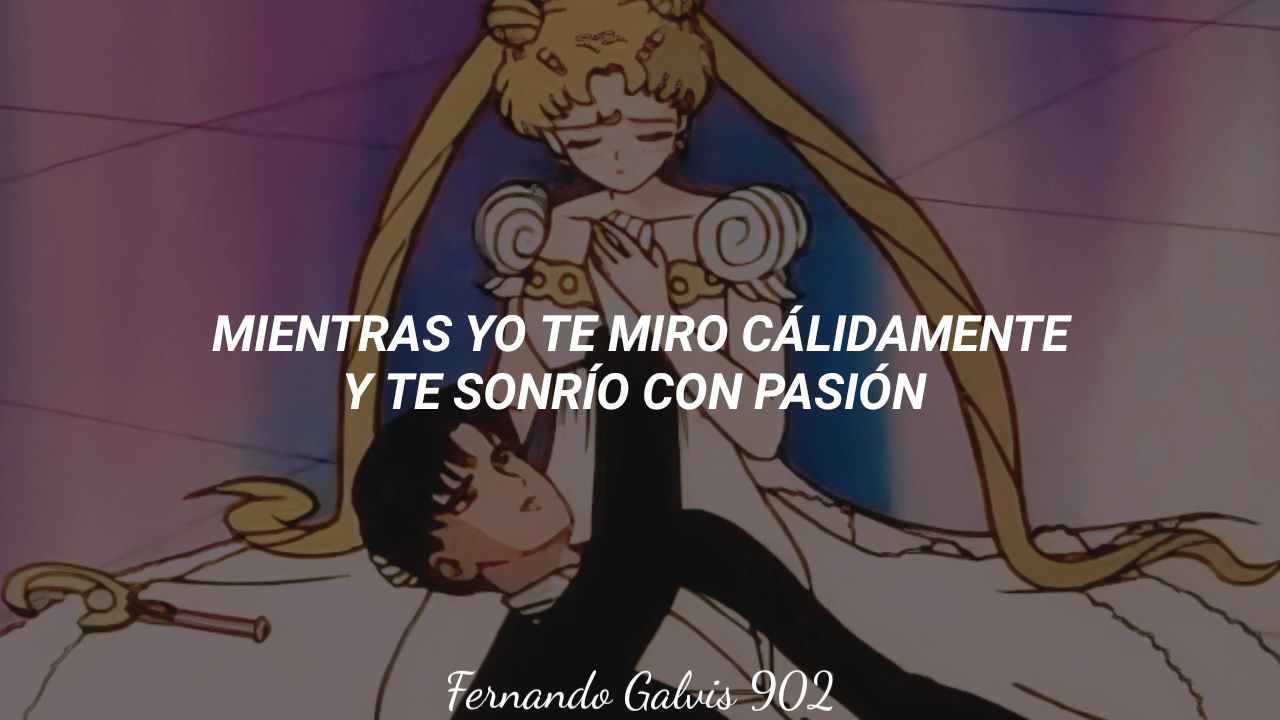 MIENTRAS YO TE MIRO CÁLIDAMENTE
Y TE SONRÍO CON PASIÓN
Fernando Galvis 902